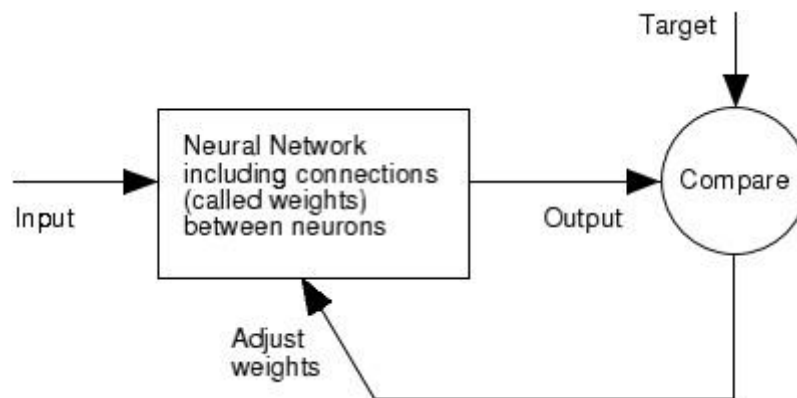 Target
Neural Network
including connections
(called weights)
between neurons
Compare
Input
Output
Adjust
weights